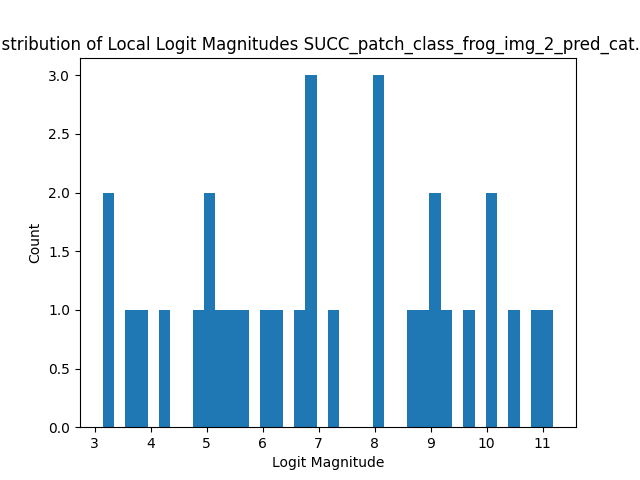 stribution of Local Logit Magnitudes SUCC_patch_class_frog_img_2_pred_cat.
3.0
2.5
2.0
1.5
1.0
0.5
0.0
Count
3 4 5 6 7 8 9 10 11
Logit Magnitude